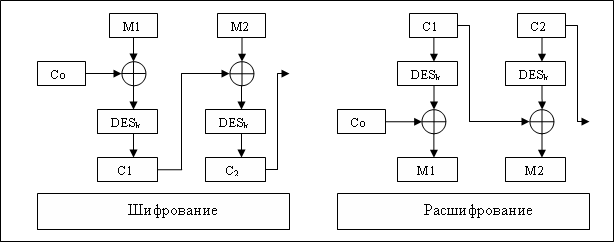 M1 M2 C1 C2
Co DESk DESk
DESk DESk Co
C1 C2 M1 M2
Шифрование Расшифрование